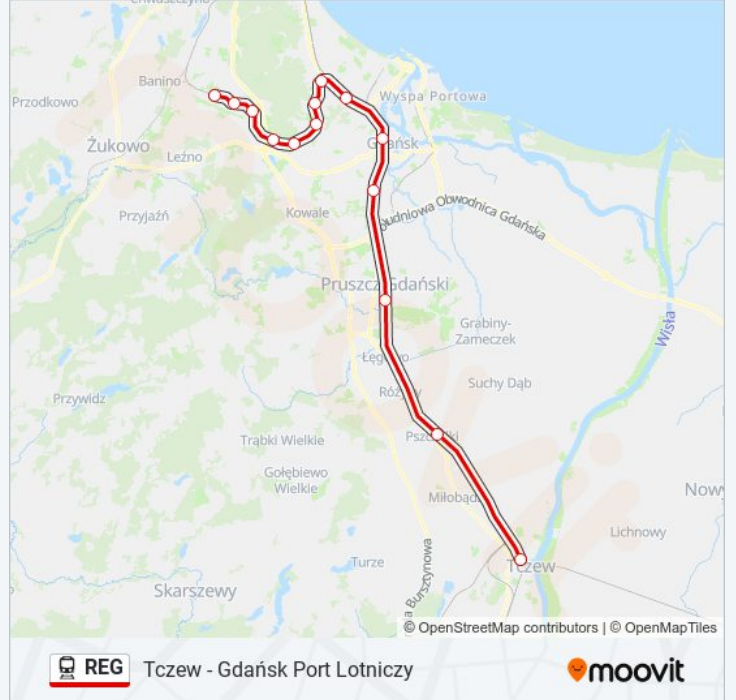 Chwaszczyno
Banino
Przodkowo
Wyspa Portowa
Żukowo
Leźno
Gdańsk
Przyjaźń
Kowale
Południowa Obwodnica Gdańska
Pruszcz Gdański
Grabiny-
Zameczek
Wisła
Łęgowo
Suchy Dąb
Przywidz
Różyny
Trąbki Wielkie
Pszczółki
Gołębiewo
Wielkie
Miłobądz
Nowy
Lichnowy
Turze
Tczew
a Bursztynowa
Skarszewy
© OpenStreetMap contributors | © OpenMapTiles
REG Tczew - Gdańsk Port Lotniczy
moovit